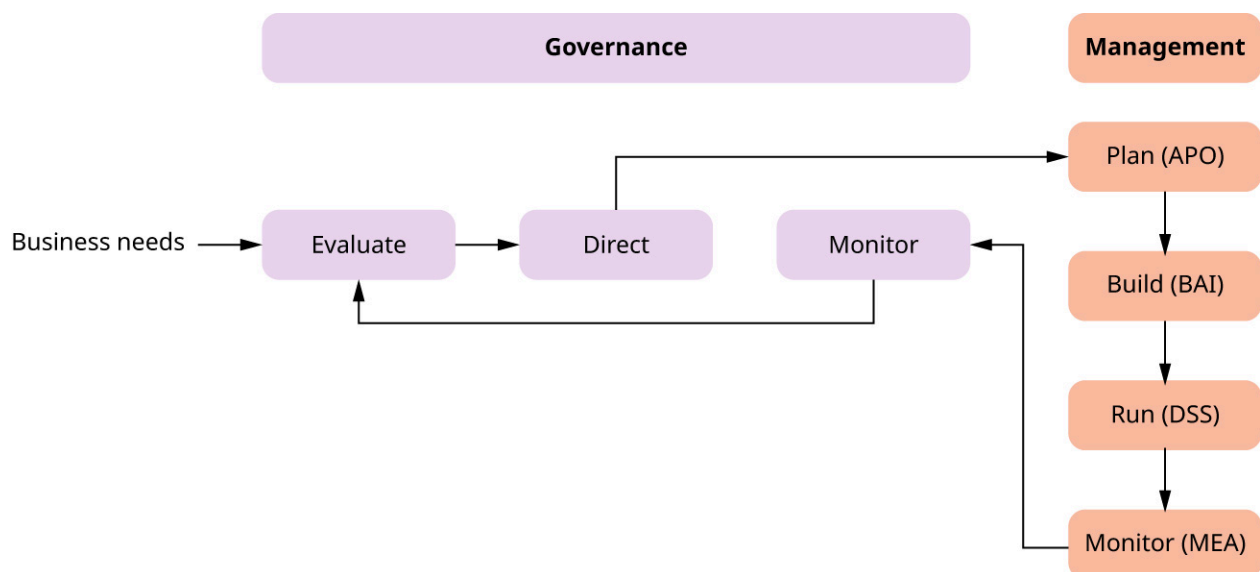 Governance
Management
Plan (APO)
Business needs
Evaluate
Direct
Monitor
Build (BAI)
Run (DSS)
Monitor (MEA)